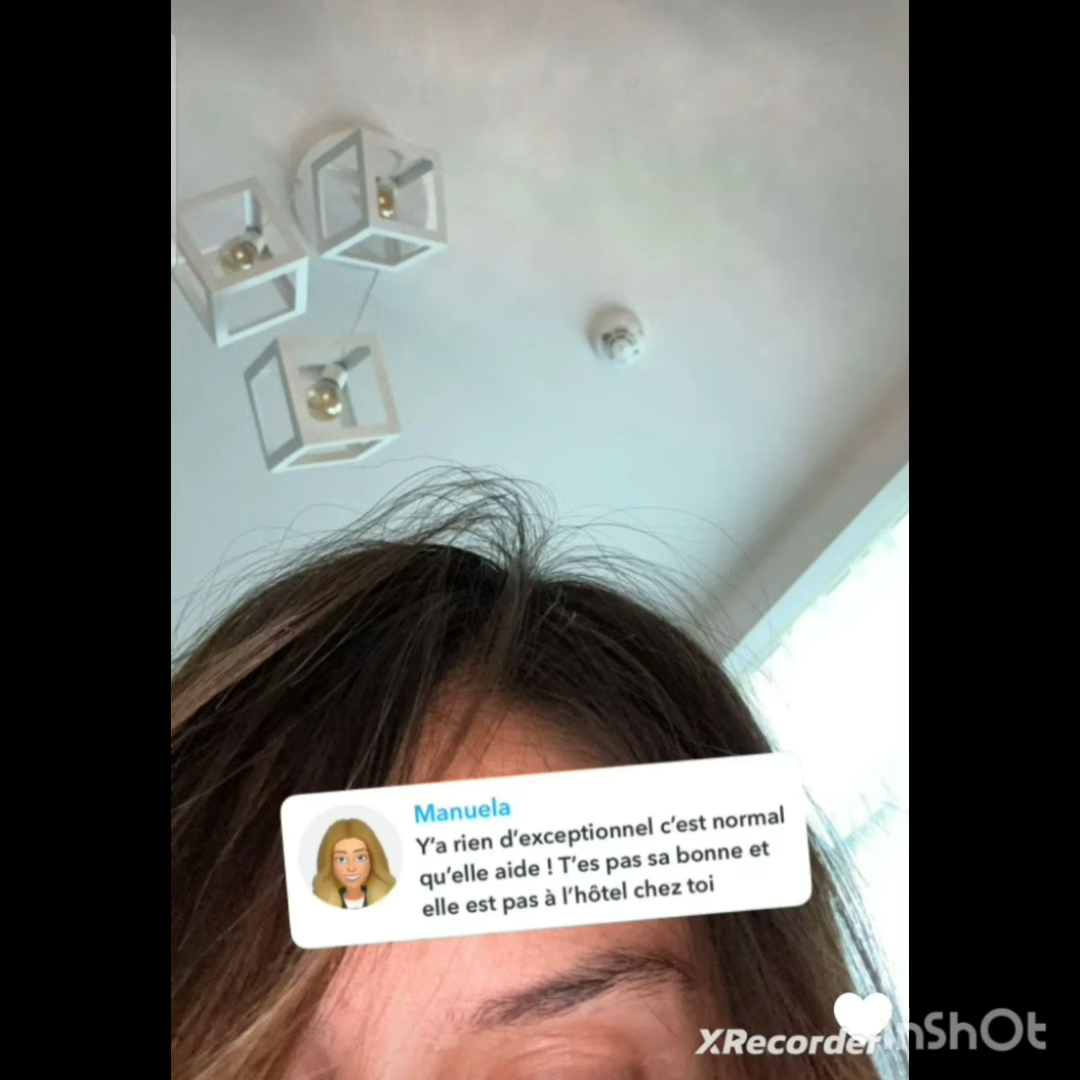 Manuela
Y'a rien d'exceptionnel c'est normal
qu'elle aide ! T'es pas sa bonne et
elle est pas à l'hôtel chez toi
XRecorder
nShOt